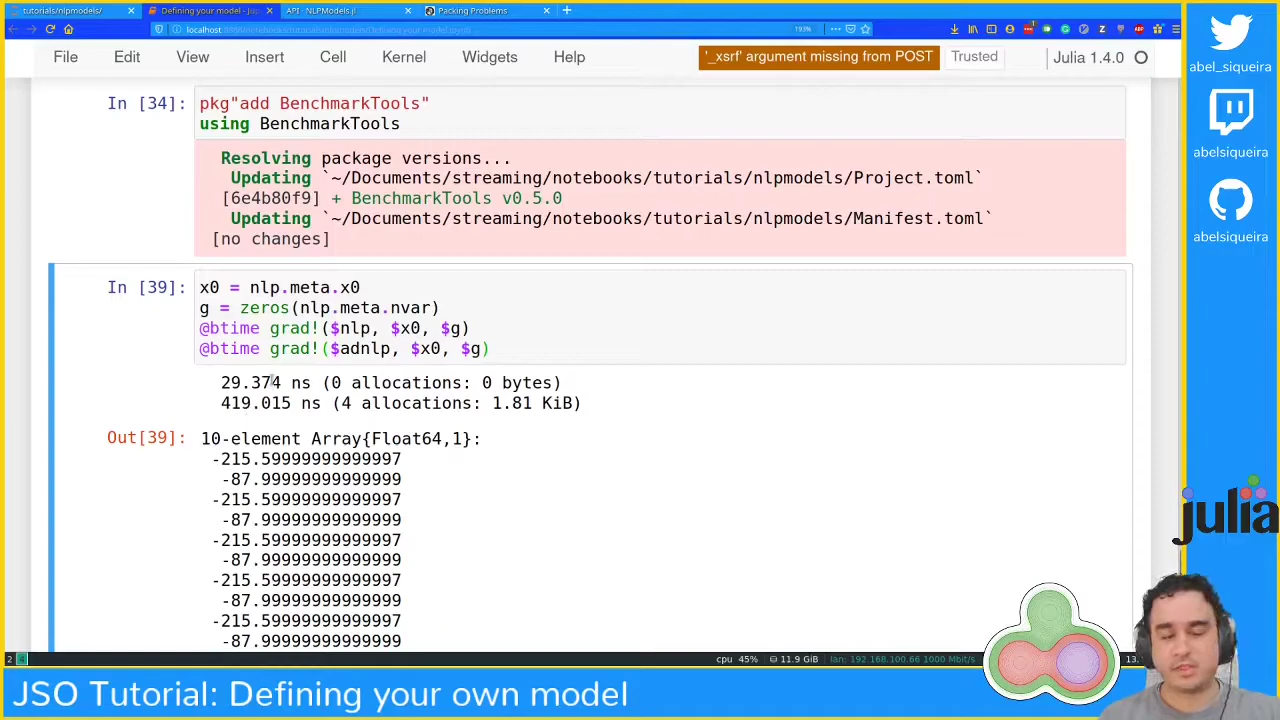 tutorials/nlpmodels/
Defining your model - Ju
API - NLPModels.jl
Packing Problems
193%
File
Edit
View
Insert
Cell
Kernel
Widgets
Help
'_xsrf' argument missing from POST
Trusted
Julia 1.4.0
In [34]:
pkg"add BenchmarkTools"
using BenchmarkTools
Resolving package versions...
Updating `~/Documents/streaming/notebooks/tutorials/nlpmodels/Project.toml`
[6e4b80f9] + BenchmarkTools v0.5.0
Updating `~/Documents/streaming/notebooks/tutorials/nlpmodels/Manifest.toml`
[no changes]
In [39]:
x0 = nlp.meta.x0
g = zeros(nlp.meta.nvar)
@btime grad!($nlp, $x0, $g)
@btime grad!($adnlp, $x0, $g)
29.374 ns (0 allocations: 0 bytes)
419.015 ns (4 allocations: 1.81 KiB)
Out[39]:
10-element Array{Float64,1}:
-215.59999999999997
-87.99999999999999
-215.59999999999997
-87.99999999999999
-215.59999999999997
-87.99999999999999
-215.59999999999997
-87.99999999999999
-215.59999999999997
-87.99999999999999
2
4
cpu 45%
11.9 GiB
lan: 192.168.100.66 1000 Mbit/s
13.
abel_siqueira
abelsiqueira
abelsiqueira
julia
JSO Tutorial: Defining your own model